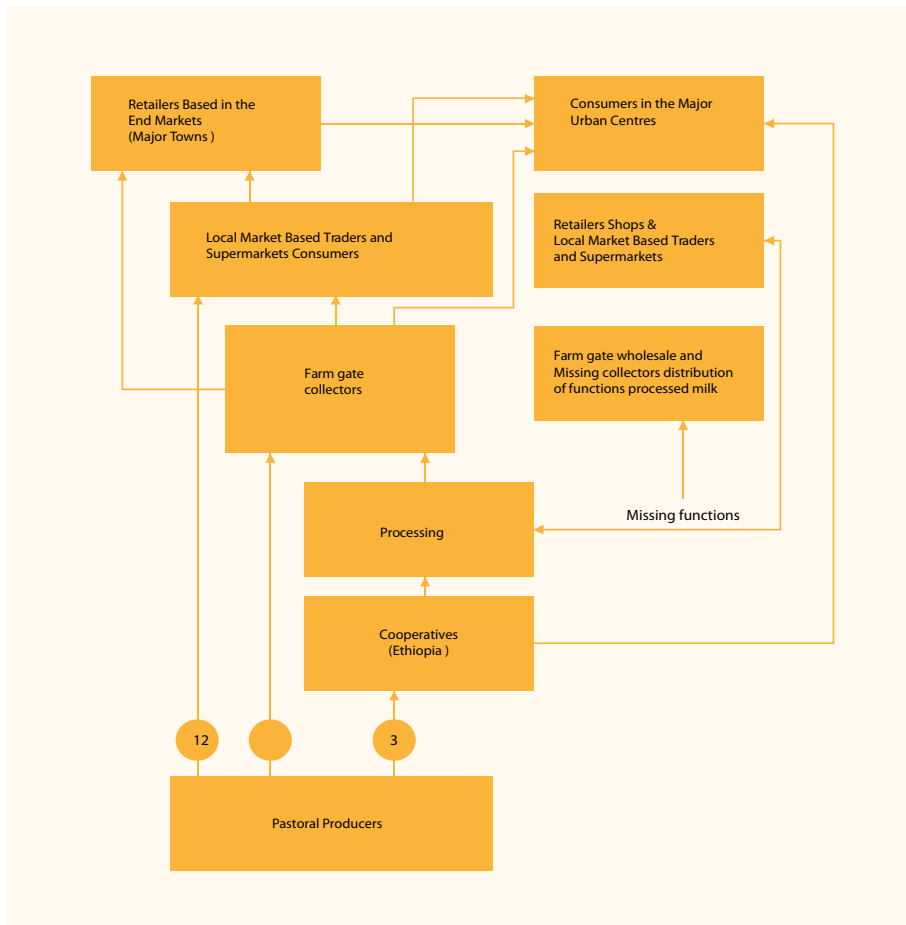 Retailers Based in the
End Markets
(Major Towns )
Consumers in the Major
Urban Centres
Local Market Based Traders and
Supermarkets Consumers
Retailers Shops &
Local Market Based Traders
and Supermarkets
Farm gate
collectors
Farm gate wholesale and
Missing collectors distribution
of functions processed milk
Missing functions
Processing
Cooperatives
(Ethiopia )
12
3
Pastoral Producers